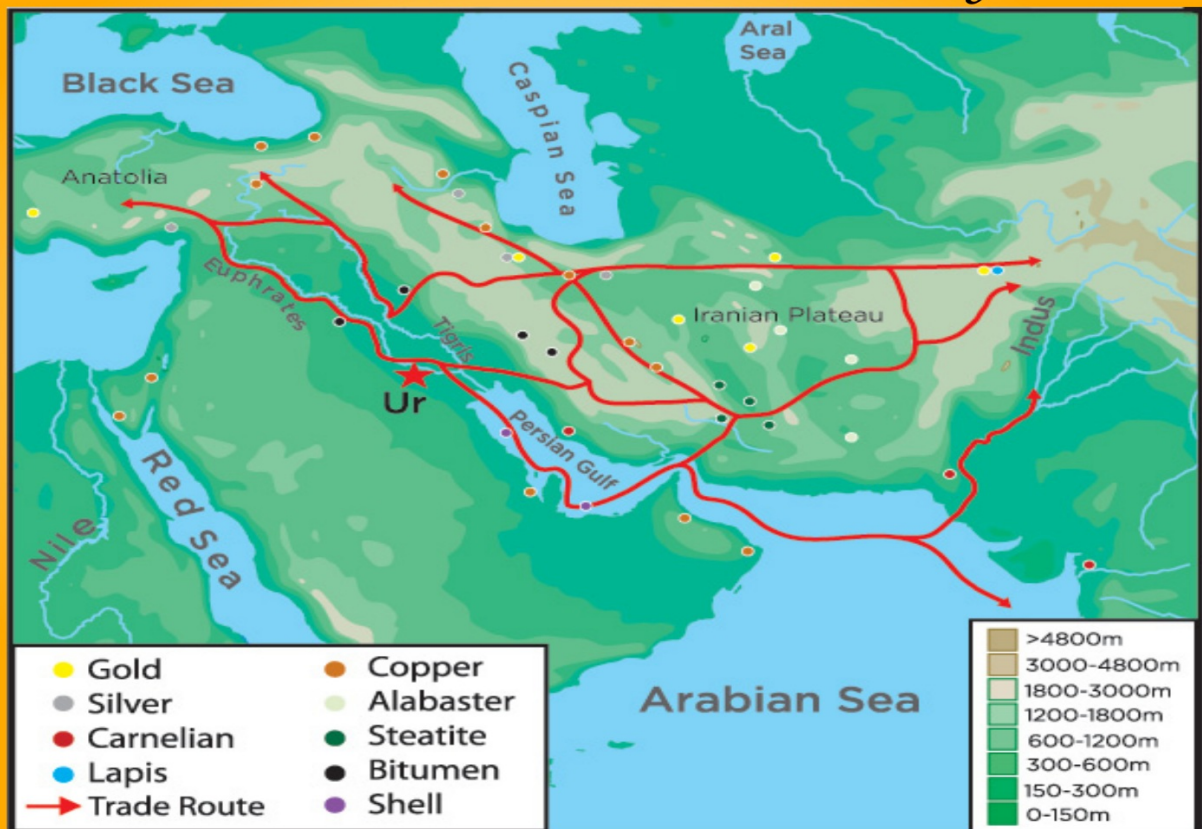 Black Sea
Aral
Sea
Caspian Sea
Anatolia
Euphrates
Tigris
Iranian Plateau
Indus
Ur
Persian Gulf
Nile
Red Sea
Arabian Sea
Gold
Silver
Carnelian
Lapis
Trade Route
Copper
Alabaster
Steatite
Bitumen
Shell
>4800m
3000-4800m
1800-3000m
1200-1800m
600-1200m
300-600m
150-300m
0-150m